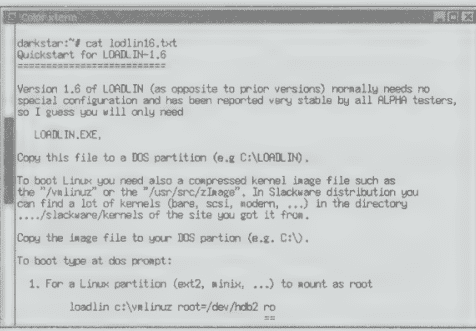 Color xterm
darkstar:~# cat lodlin16.txt
Quickstart for LOADLIN-1.6
==========================
Version 1.6 of LOADLIN (as opposite to prior versions) normally needs no
special configuration and has been reported very stable by all ALPHA testers,
so I guess you will only need
LOADLIN.EXE.
Copy this file to a DOS partition (e.g C:\LOADLIN).
To boot Linux you need also a compressed kernel image file such as
the "/vmlinuz" or the "/usr/src/zImage". In Slackware distribution you
can find a lot of kernels (bare, scsi, modern, ...) in the directory
..../slackware/kernels of the site you got it from.
Copy the image file to your DOS partion (e.g. C:\).
To boot type at dos prompt:
1. For a Linux partition (ext2, minix, ...) to mount as root
loadlin c:\vmlinuz root=/dev/hdb2 ro
==